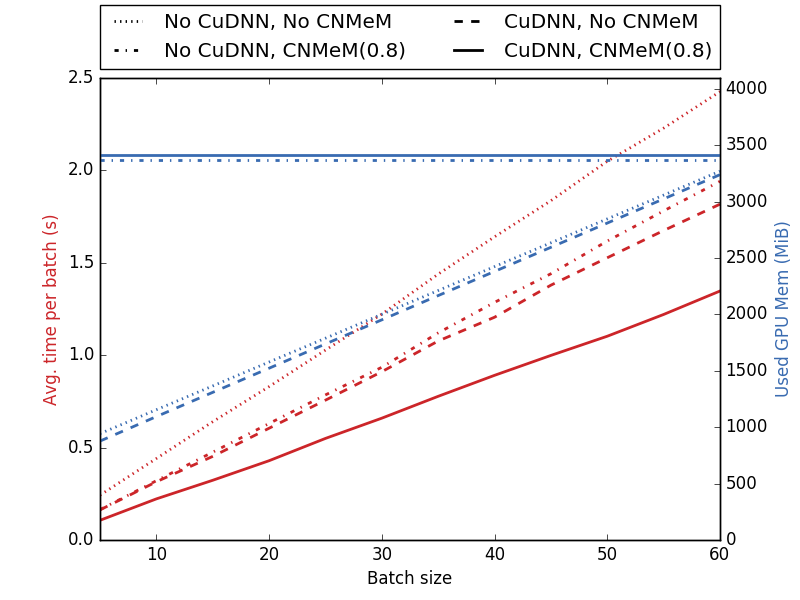 No CuDNN, No CNMeM
CuDNN, No CNMeM
No CuDNN, CNMeM(0.8)
CuDNN, CNMeM(0.8)
2.5
2.0
1.5
1.0
0.5
0.0
Avg. time per batch (s)
4000
3500
3000
2500
2000
1500
1000
500
0
Used GPU Mem (MiB)
10 20 30 40 50 60
Batch size